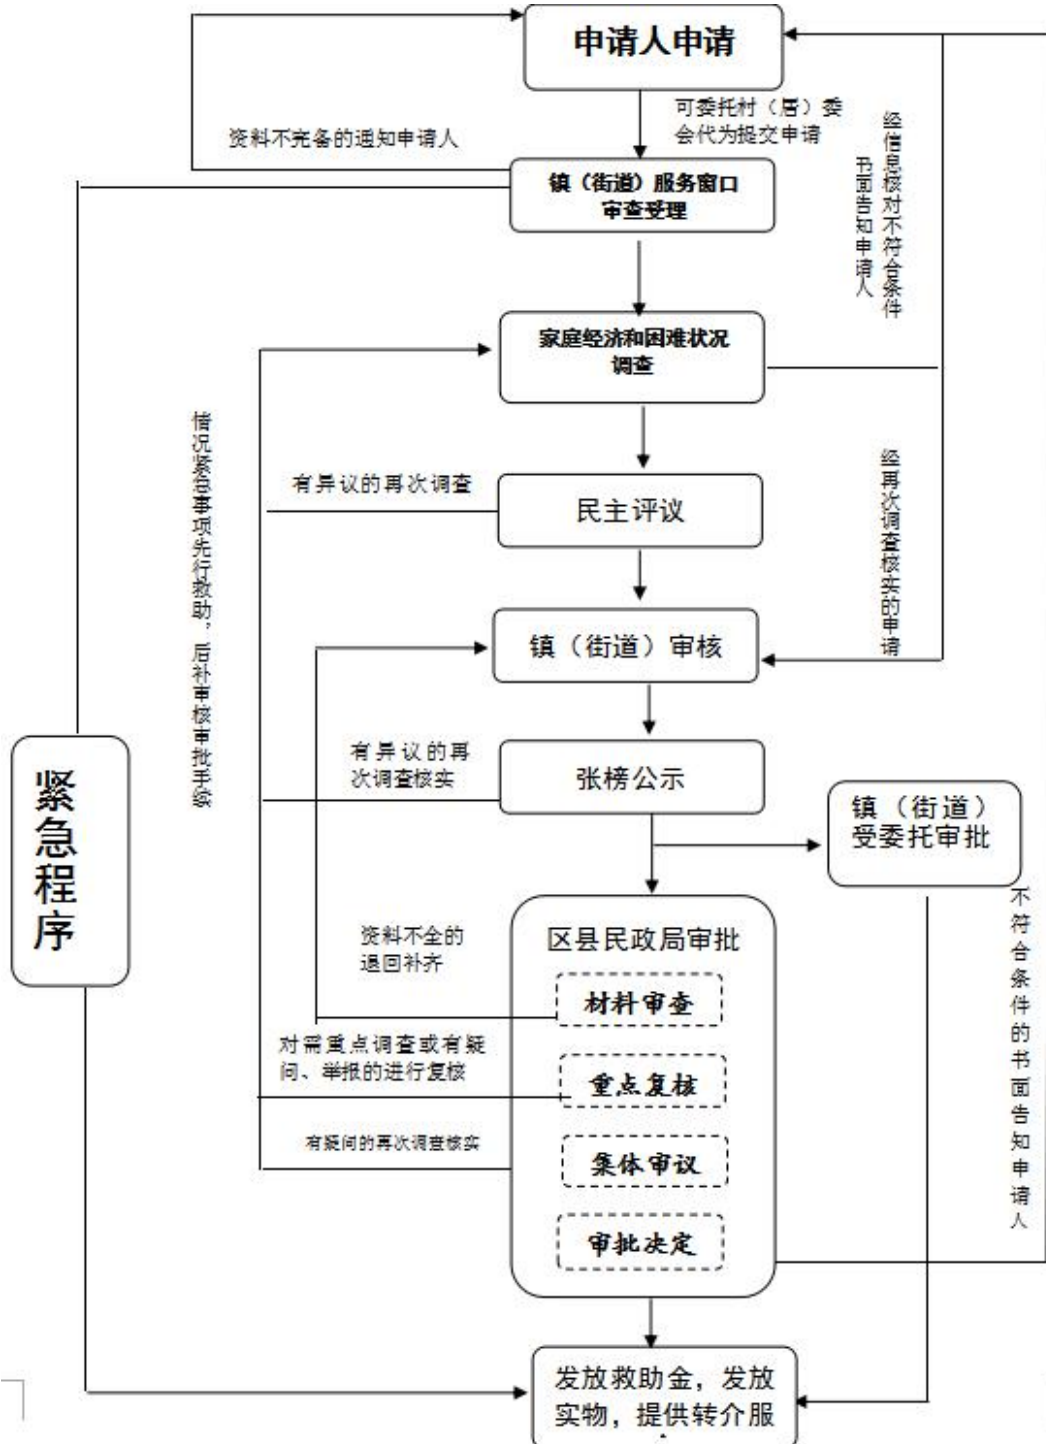 申请人申请
可委托村（居）委
会代为提交申请
资料不完备的通知申请人
镇（街道）服务窗口
审查受理
经信息核对不符合条件
书面告知申请人
家庭经济和困难状况
调查
情况紧急事项先行救助，后补审核审批手续
有异议的再次调查
民主评议
经再次调查核实的申请
镇（街道）审核
有异议的再
次调查核实
张榜公示
镇（街道）
受委托审批
紧急程序
区县民政局审批
资料不全的
退回补齐
材料审查
对需重点调查或有疑
问、举报的进行复核
重点复核
有疑问的再次调查核实
集体审议
审批决定
不符合条件的书面告知申请人
发放救助金，发放
实物，提供转介服